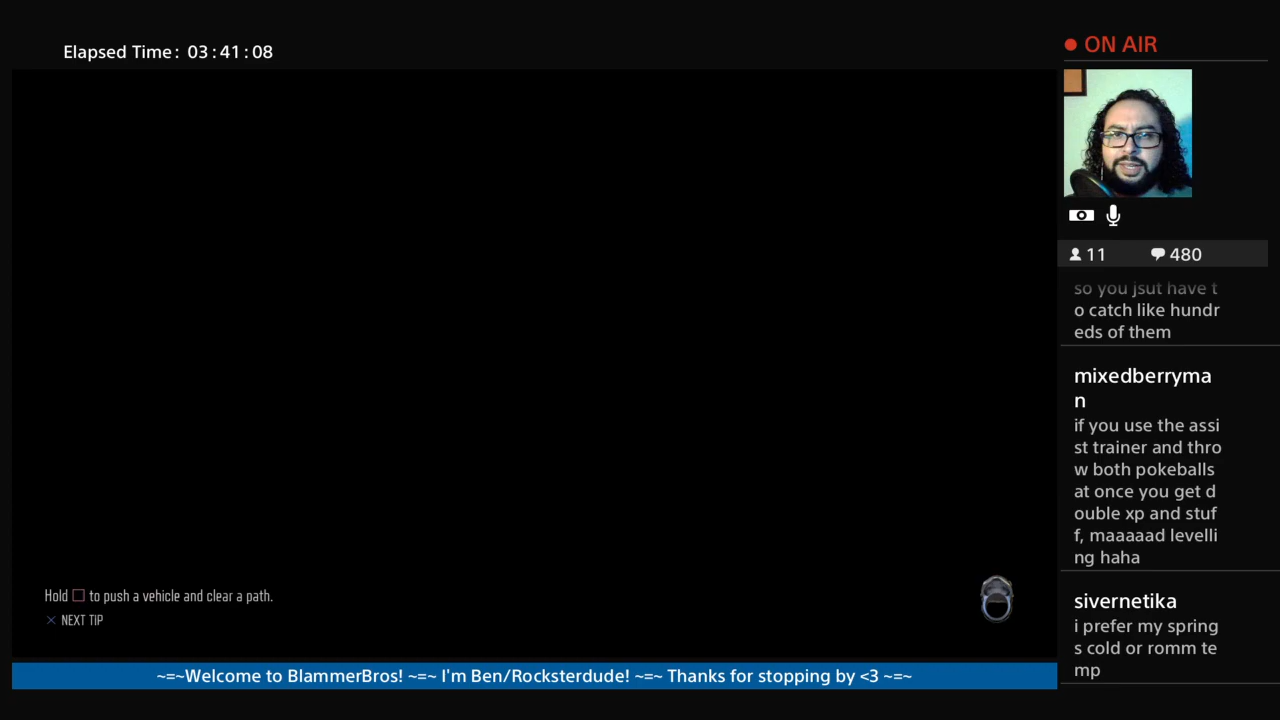 Elapsed Time: 03:41:08
ON AIR
11 480
so you jsut have t
o catch like hundr
eds of them
mixedberryma
n
if you use the assi
st trainer and thro
w both pokeballs
at once you get d
ouble xp and stuf
f, maaaaad levelli
ng haha
sivernetika
i prefer my spring
s cold or romm te
mp
Hold □ to push a vehicle and clear a path.
✕ NEXT TIP
~=~Welcome to BlammerBros! ~=~ I'm Ben/Rocksterdude! ~=~ Thanks for stopping by <3 ~=~